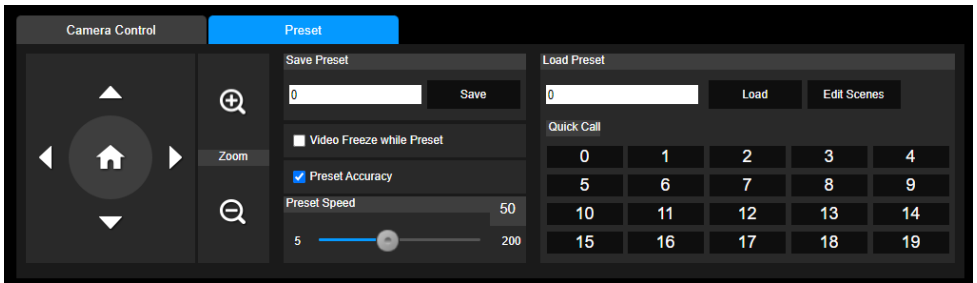 Camera Control
Preset
Zoom
Save Preset
0
Save
Video Freeze while Preset
Preset Accuracy
Preset Speed
50
5
200
Load Preset
0
Load
Edit Scenes
Quick Call
0 1 2 3 4
5 6 7 8 9
10 11 12 13 14
15 16 17 18 19